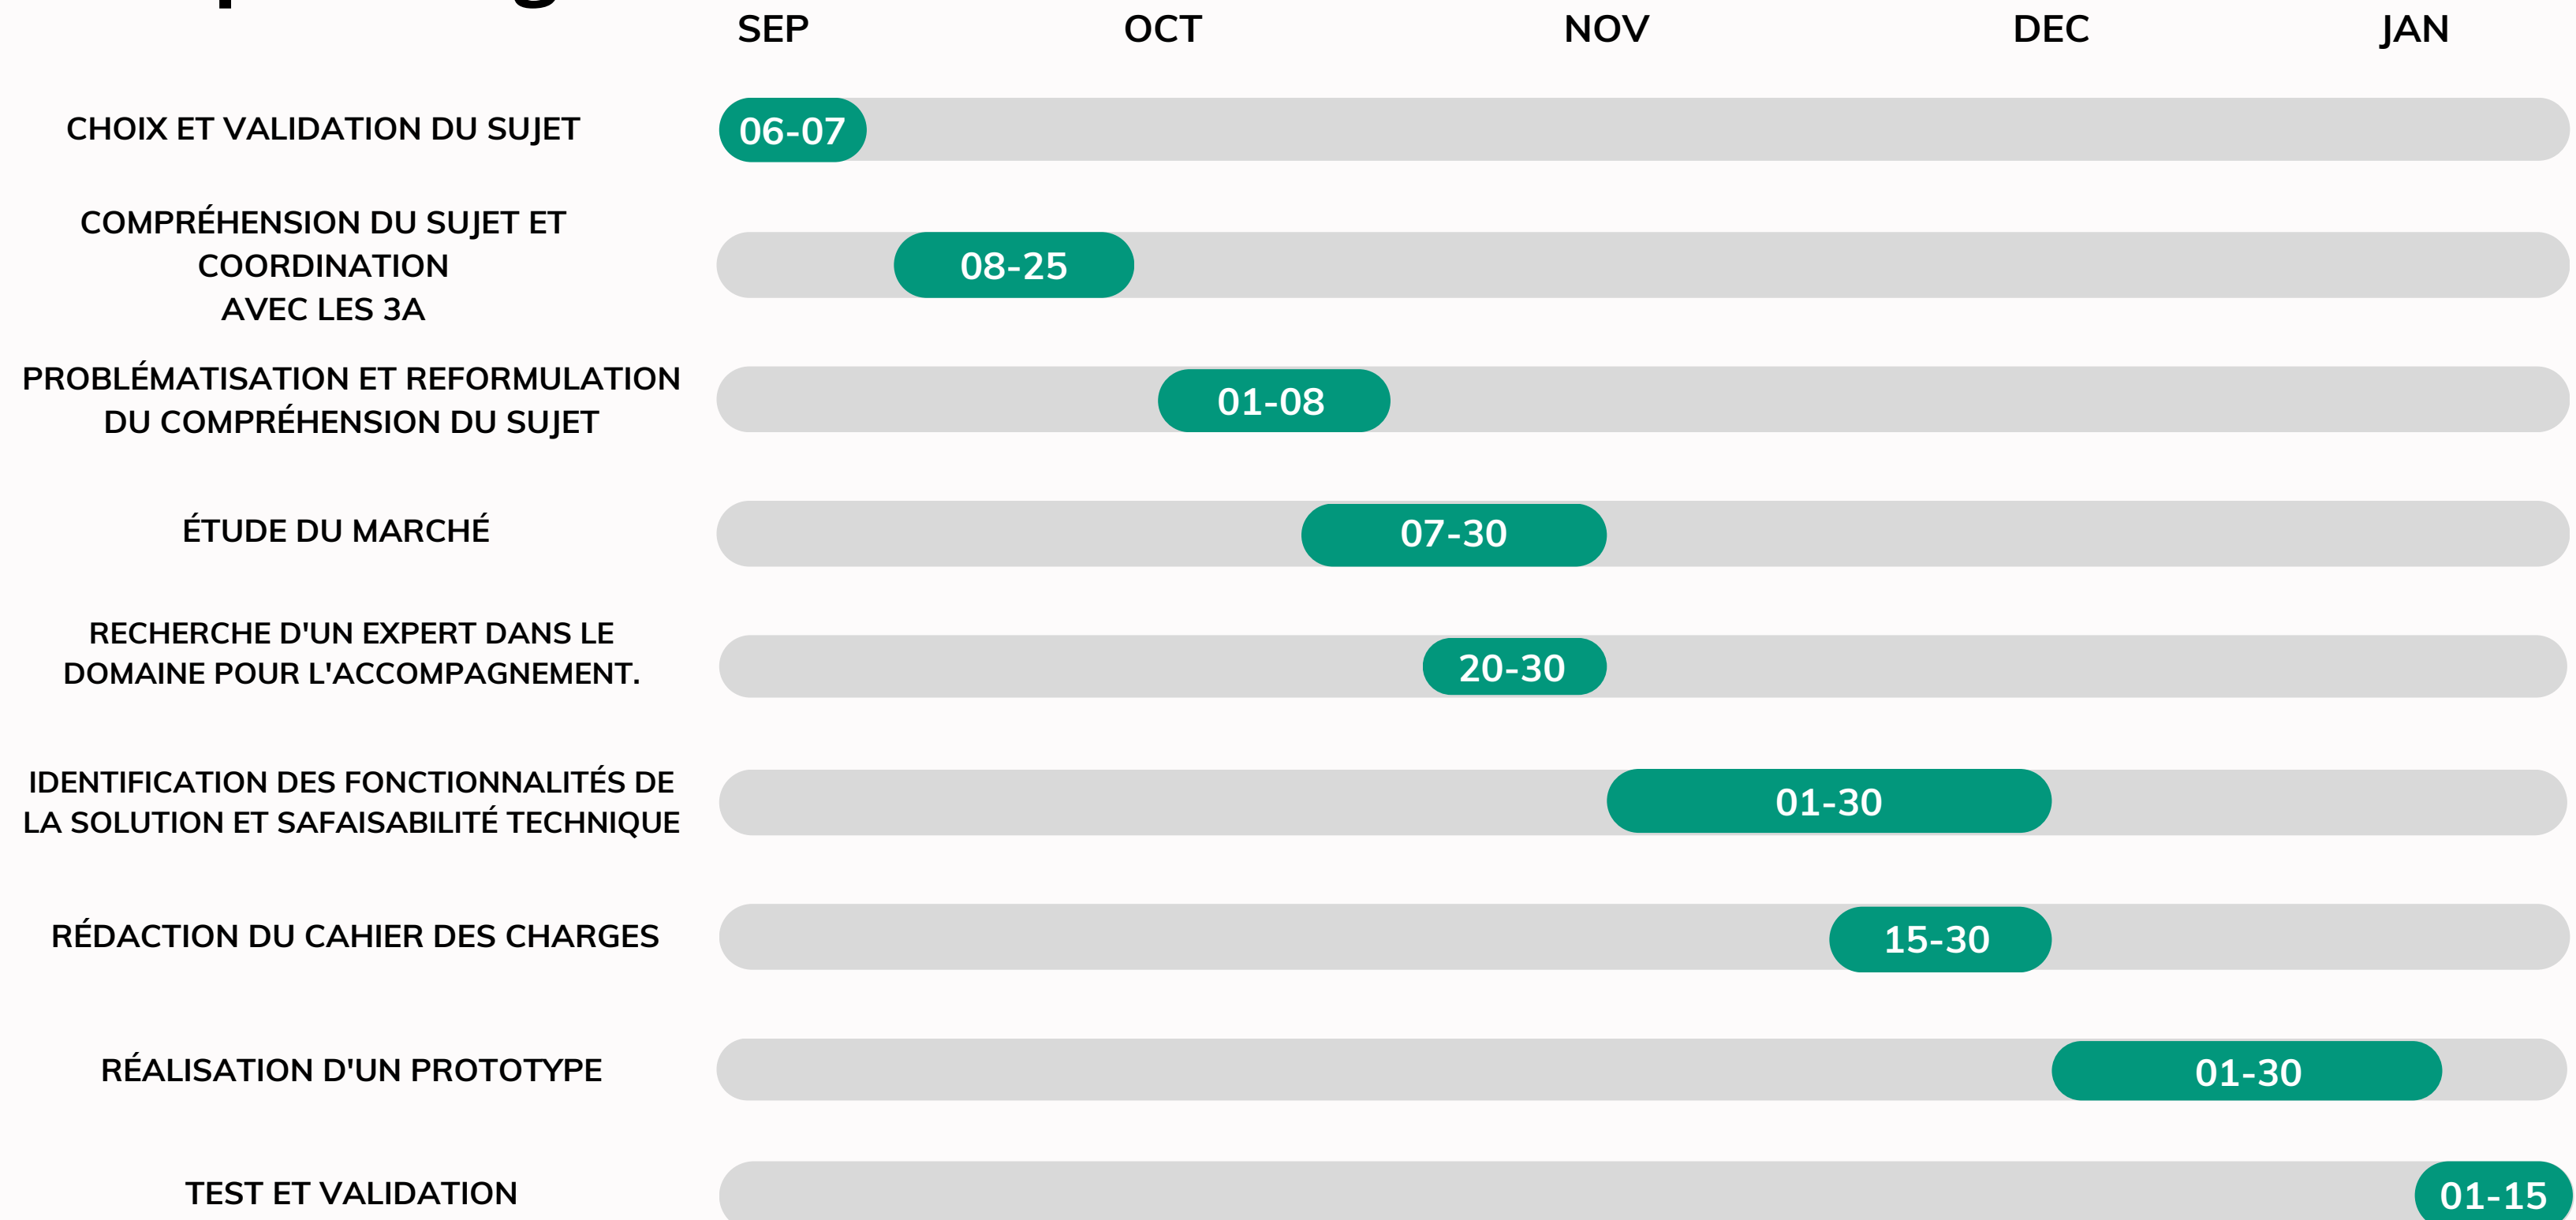 SEP OCT NOV DEC JAN
CHOIX ET VALIDATION DU SUJET
06-07
COMPRÉHENSION DU SUJET ET
COORDINATION
AVEC LES 3A
08-25
PROBLÉMATISATION ET REFORMULATION
DU COMPRÉHENSION DU SUJET
01-08
ÉTUDE DU MARCHÉ
07-30
RECHERCHE D'UN EXPERT DANS LE
DOMAINE POUR L'ACCOMPAGNEMENT.
20-30
IDENTIFICATION DES FONCTIONNALITÉS DE
LA SOLUTION ET SAFAISABILITÉ TECHNIQUE
01-30
RÉDACTION DU CAHIER DES CHARGES
15-30
RÉALISATION D'UN PROTOTYPE
01-30
TEST ET VALIDATION
01-15